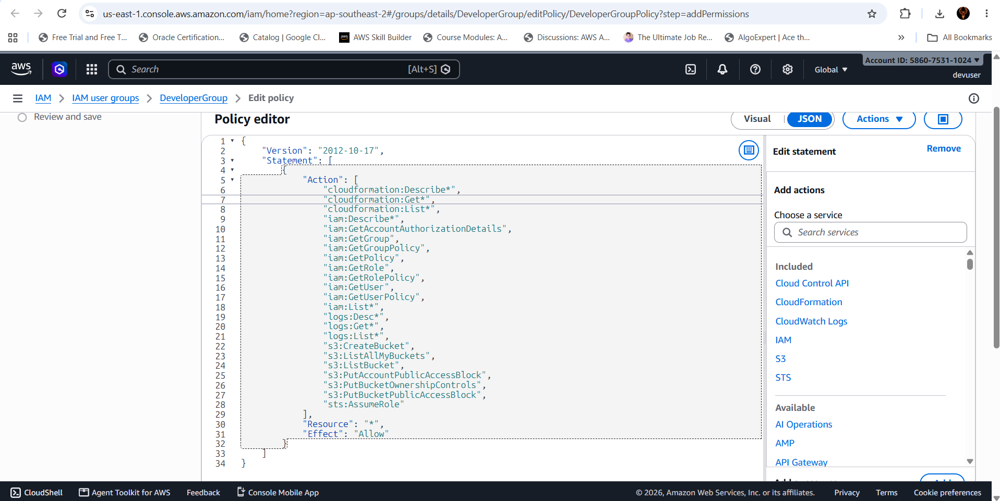 us-east-1.console.aws.amazon.com/iam/home?region=ap-southeast-2#/groups/details/DeveloperGroup/editPolicy/DeveloperGroupPolicy?step=addPermissions
Free Trial and Free T...
Oracle Certification...
Catalog | Google Cl...
aws
AWS Skill Builder
Course Modules: A...
Discussions: AWS A...
The Ultimate Job Re...
AlgoExpert | Ace th...
All Bookmarks
aws
Search
[Alt+S]
Global
Account ID: 5860-7531-1024
devuser
IAM
IAM user groups
DeveloperGroup
Edit policy
Review and save
Policy editor
Visual
JSON
Actions
1 {
2 "Version": "2012-10-17",
3 "Statement": [
4 {
5 "Action": [
6 "cloudformation:Describe*",
7 "cloudformation:Get*",
8 "cloudformation:List*",
9 "iam:Describe*",
10 "iam:GetAccountAuthorizationDetails",
11 "iam:GetGroup",
12 "iam:GetGroupPolicy",
13 "iam:GetPolicy",
14 "iam:GetRole",
15 "iam:GetRolePolicy",
16 "iam:GetUser",
17 "iam:GetUserPolicy",
18 "iam:List*",
19 "logs:Desc*",
20 "logs:Get*",
21 "logs:List*",
22 "s3:CreateBucket",
23 "s3:ListAllMyBuckets",
24 "s3:ListBucket",
25 "s3:PutAccountPublicAccessBlock",
26 "s3:PutBucketOwnershipControls",
27 "s3:PutBucketPublicAccessBlock",
28 "sts:AssumeRole"
29 ],
30 "Resource": "*",
31 "Effect": "Allow"
32 }
33 ]
34 }
Edit statement
Remove
Add actions
Choose a service
Search services
Included
Cloud Control API
CloudFormation
CloudWatch Logs
IAM
S3
STS
Available
AI Operations
AMP
API Gateway
CloudShell
Agent Toolkit for AWS
Feedback
Console Mobile App
© 2026, Amazon Web Services, Inc. or its affiliates.
Privacy
Terms
Cookie preferences